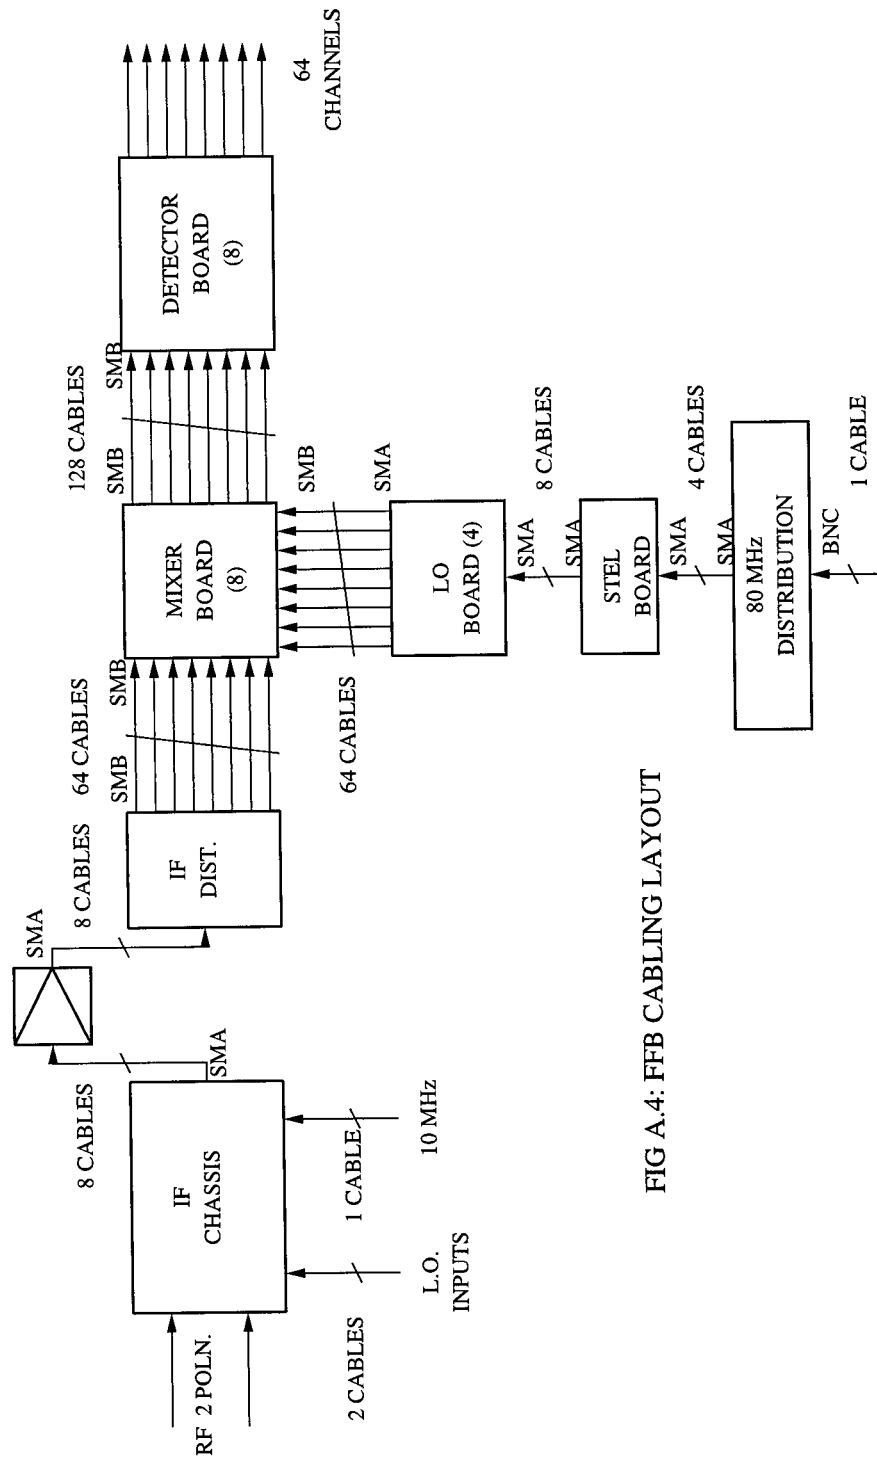 RF 2 POLN.
IF
CHASSIS
2 CABLES
L.O.
INPUTS
1 CABLE
10 MHz
8 CABLES
SMA
SMA
8 CABLES
IF
DIST.
64 CABLES
SMB
SMB
MIXER
BOARD
(8)
128 CABLES
SMB
SMB
DETECTOR
BOARD
(8)
64
CHANNELS
64 CABLES
SMB
SMA
LO
BOARD (4)
SMA
8 CABLES
SMA
STEL
BOARD
SMA
4 CABLES
SMA
80 MHz
DISTRIBUTION
BNC
1 CABLE
FIG A.4: FFB CABLING LAYOUT